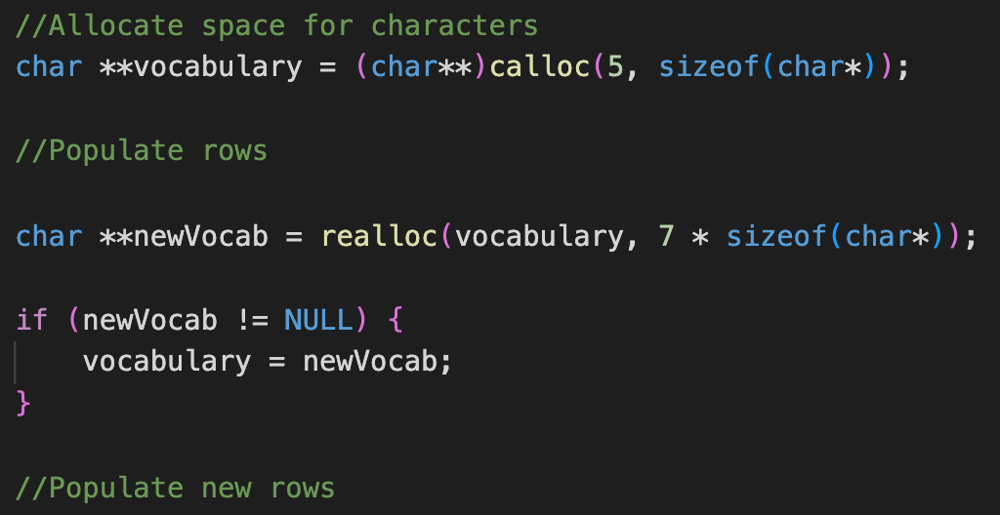 //Allocate space for characters
char **vocabulary = (char**)calloc(5, sizeof(char*));
//Populate rows
char **newVocab = realloc(vocabulary, 7 * sizeof(char*));
if (newVocab != NULL) {
    vocabulary = newVocab;
}
//Populate new rows